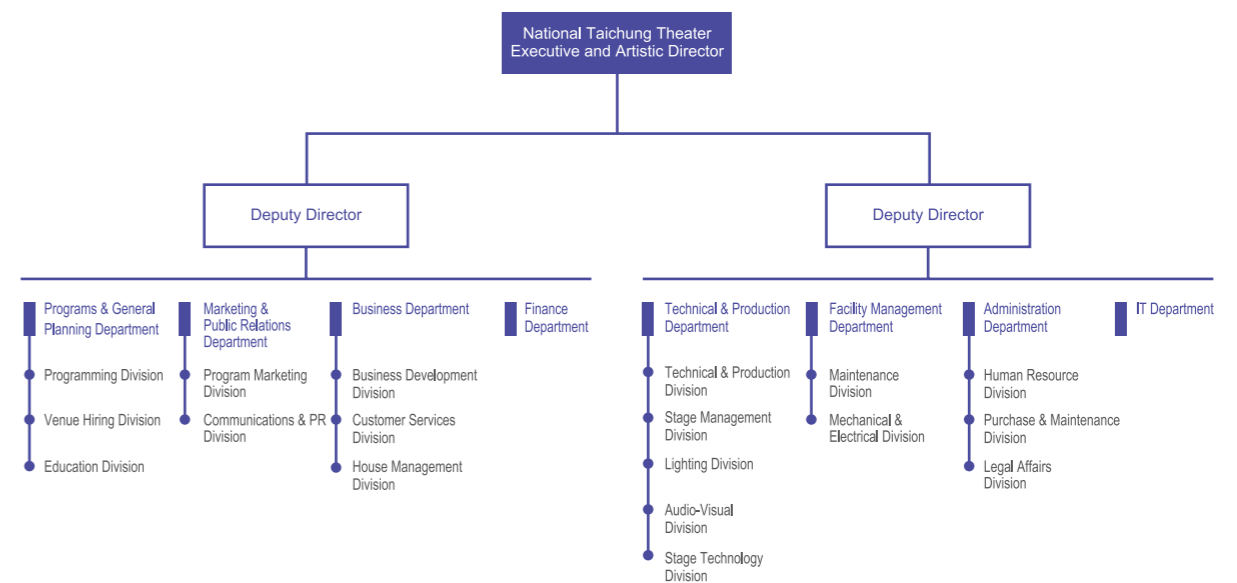 National Taichung Theater
Executive and Artistic Director
Deputy Director
Deputy Director
Programs & General
Planning Department
Programming Division
Venue Hiring Division
Education Division
Marketing &
Public Relations
Department
Program Marketing
Division
Communications & PR
Division
Business Department
Business Development
Division
Customer Services
Division
House Management
Division
Finance
Department
Technical & Production
Department
Technical & Production
Division
Stage Management
Division
Lighting Division
Audio-Visual
Division
Stage Technology
Division
Facility Management
Department
Maintenance
Division
Mechanical &
Electrical Division
Administration
Department
Human Resource
Division
Purchase & Maintenance
Division
Legal Affairs
Division
IT Department